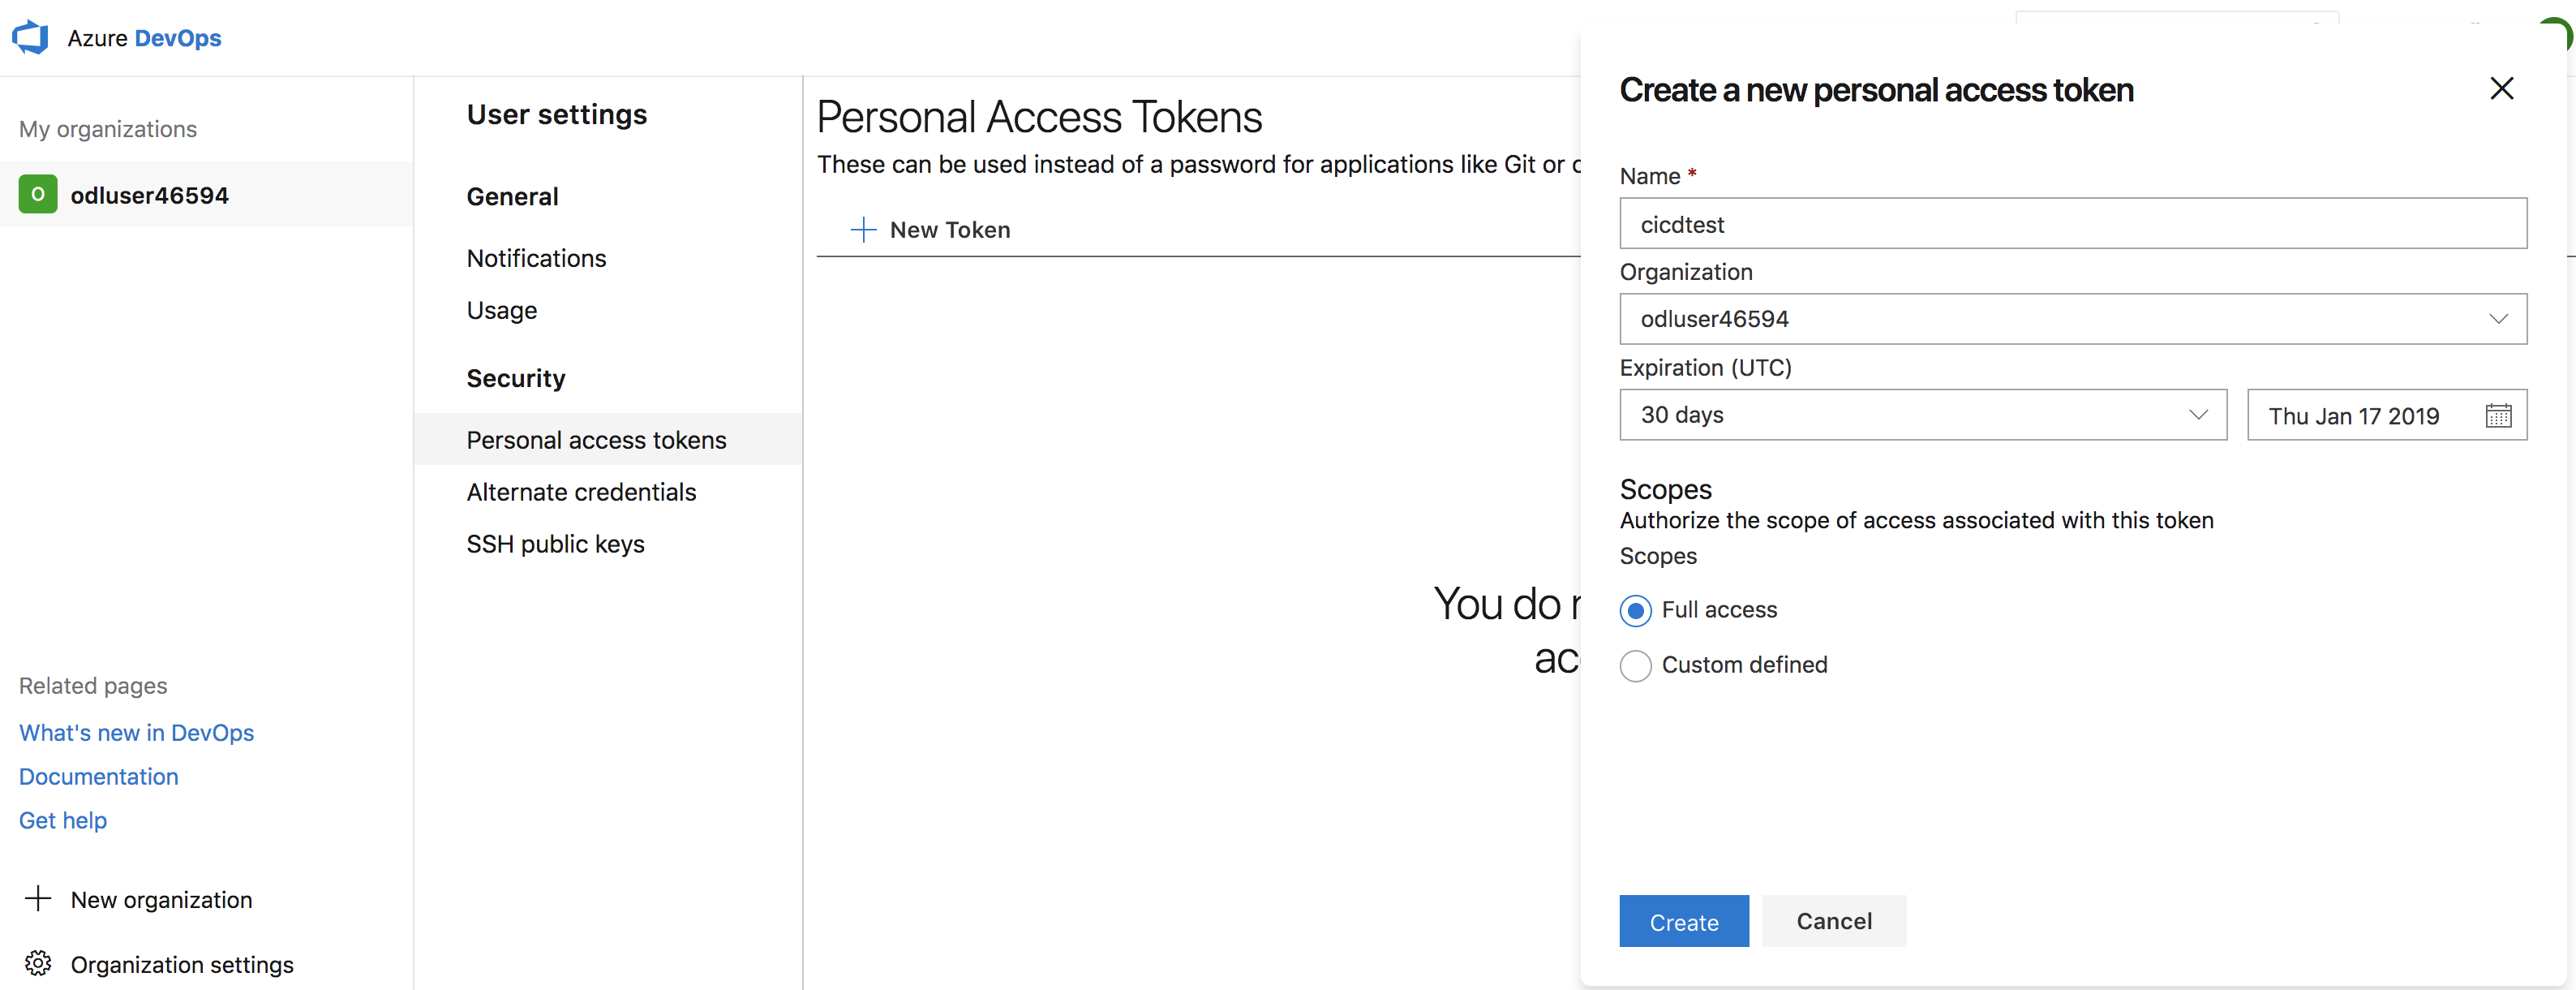 Azure DevOps
My organizations
O odluser46594
Related pages
What's new in DevOps
Documentation
Get help
New organization
Organization settings
User settings
General
Notifications
Usage
Security
Personal access tokens
Alternate credentials
SSH public keys
Personal Access Tokens
These can be used instead of a password for applications like Git or
New Token
You do
Create a new personal access token
Name *
cicdtest
Organization
odluser46594
Expiration (UTC)
30 days
Thu Jan 17 2019
Scopes
Authorize the scope of access associated with this token
Scopes
Full access
Custom defined
Create
Cancel